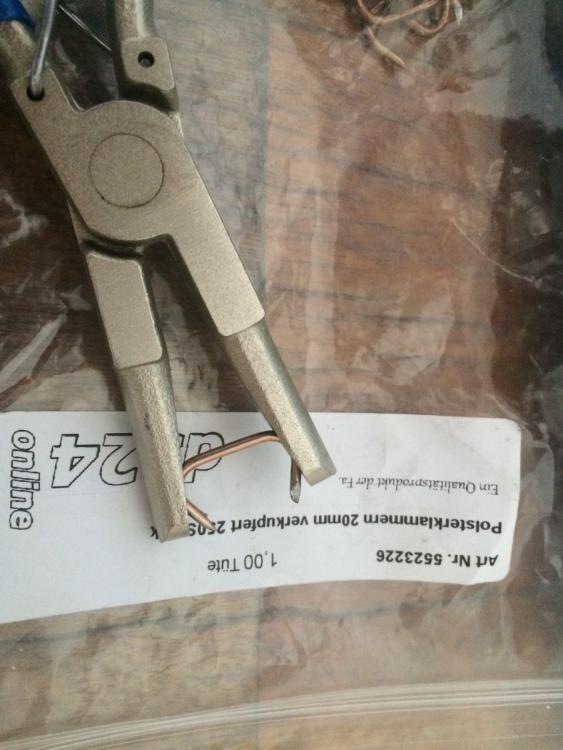 Art Nr. 5523226 1,00 Tüte
Polsterklammern 20mm verkupfert
Ein Qualitätsprodukt der Fa.
24
online